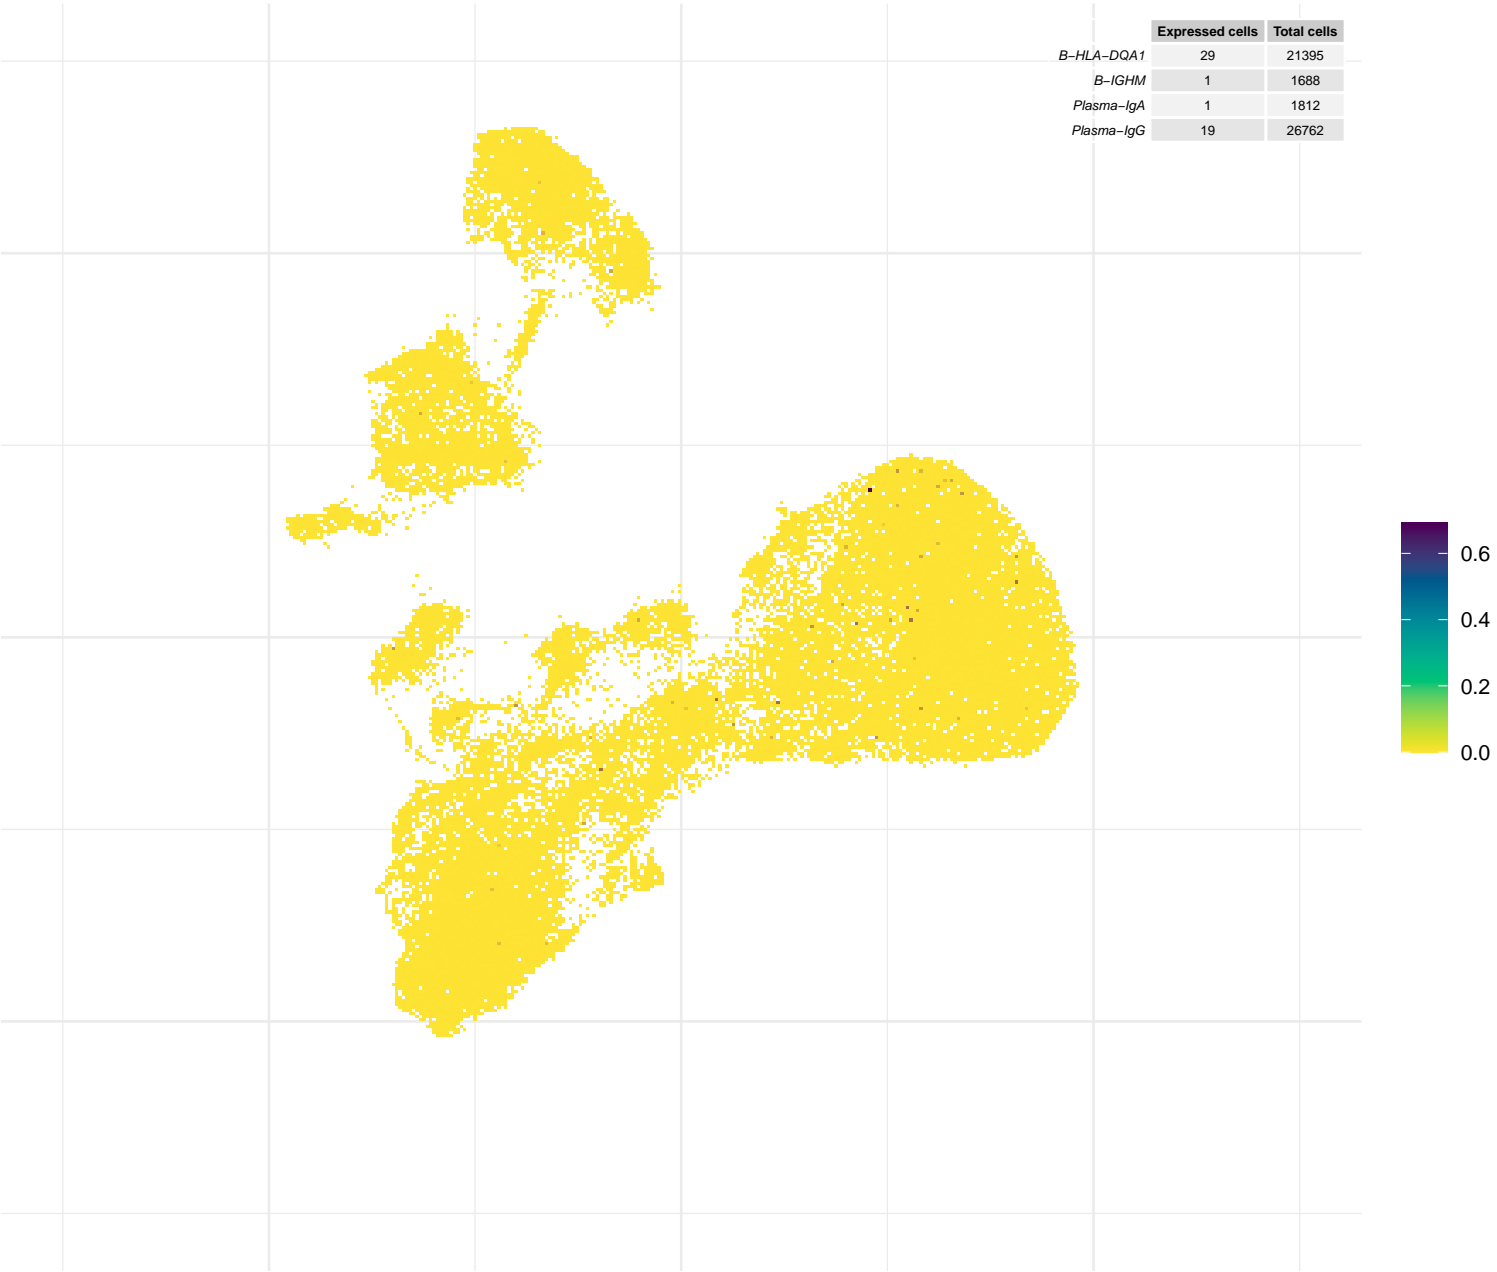 Expressed cells Total cells
B−HLA−DQA1 29 21395
B−IGHM 1 1688
Plasma−IgA 1 1812
Plasma−IgG 19 26762
0.6
0.4
0.2
0.0